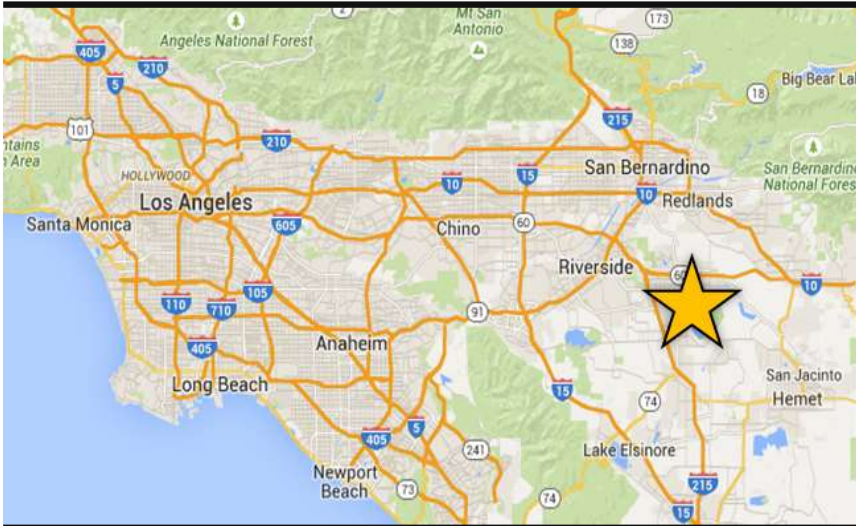 2
Mt San
Antonio
173
Angeles National Forest
405
138
210
5
Big Bear Lak
18
215
101
210
ntains
n Area
HOLLYWOOD
15
San Bernardino
10
San Bernardino
National Fores
10
Los Angeles
Redlands
Santa Monica
605
Chino
60
Riverside
60
10
105
110
710
91
405
Anaheim
Long Beach
San Jacinto
15
Hemet
74
5
405
241
Lake Elsinore
Newport
Beach
73
74
215
15